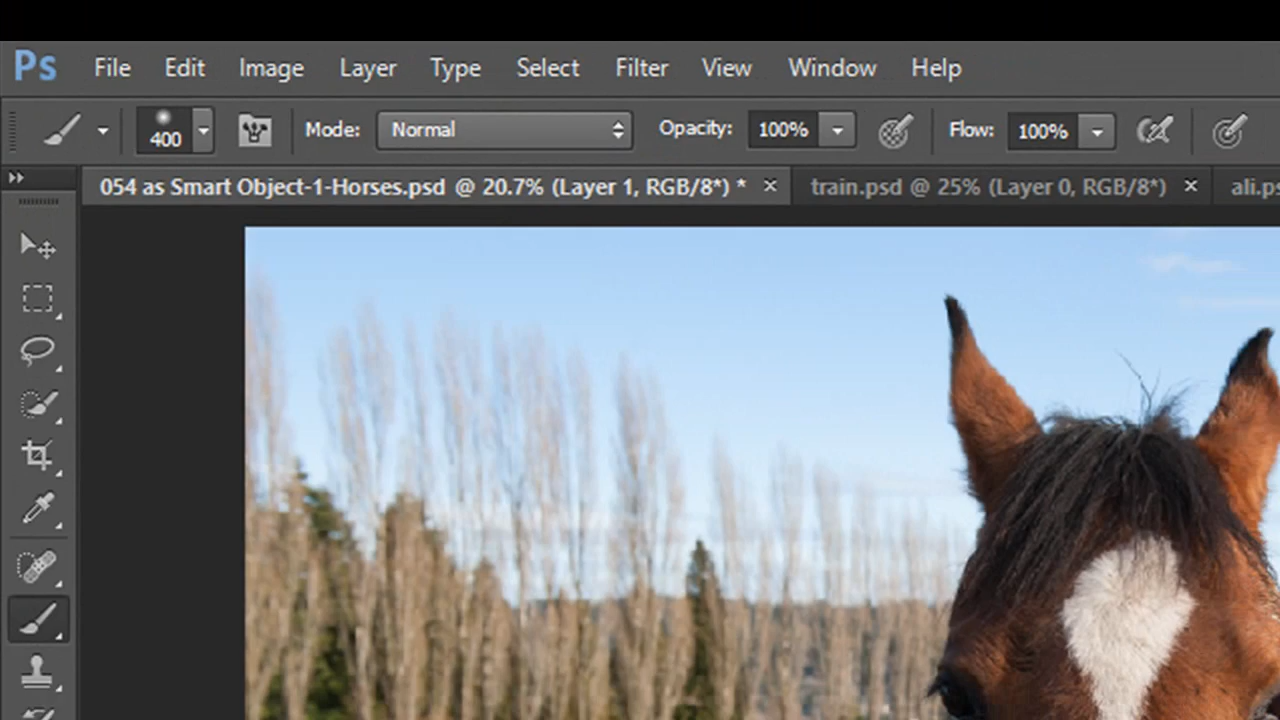 Ps File Edit Image Layer Type Select Filter View Window Help
400 Mode: Normal Opacity: 100% Flow: 100%
054 as Smart Object-1-Horses.psd @ 20.7% (Layer 1, RGB/8*) * × train.psd @ 25% (Layer 0, RGB/8*) × ali.ps